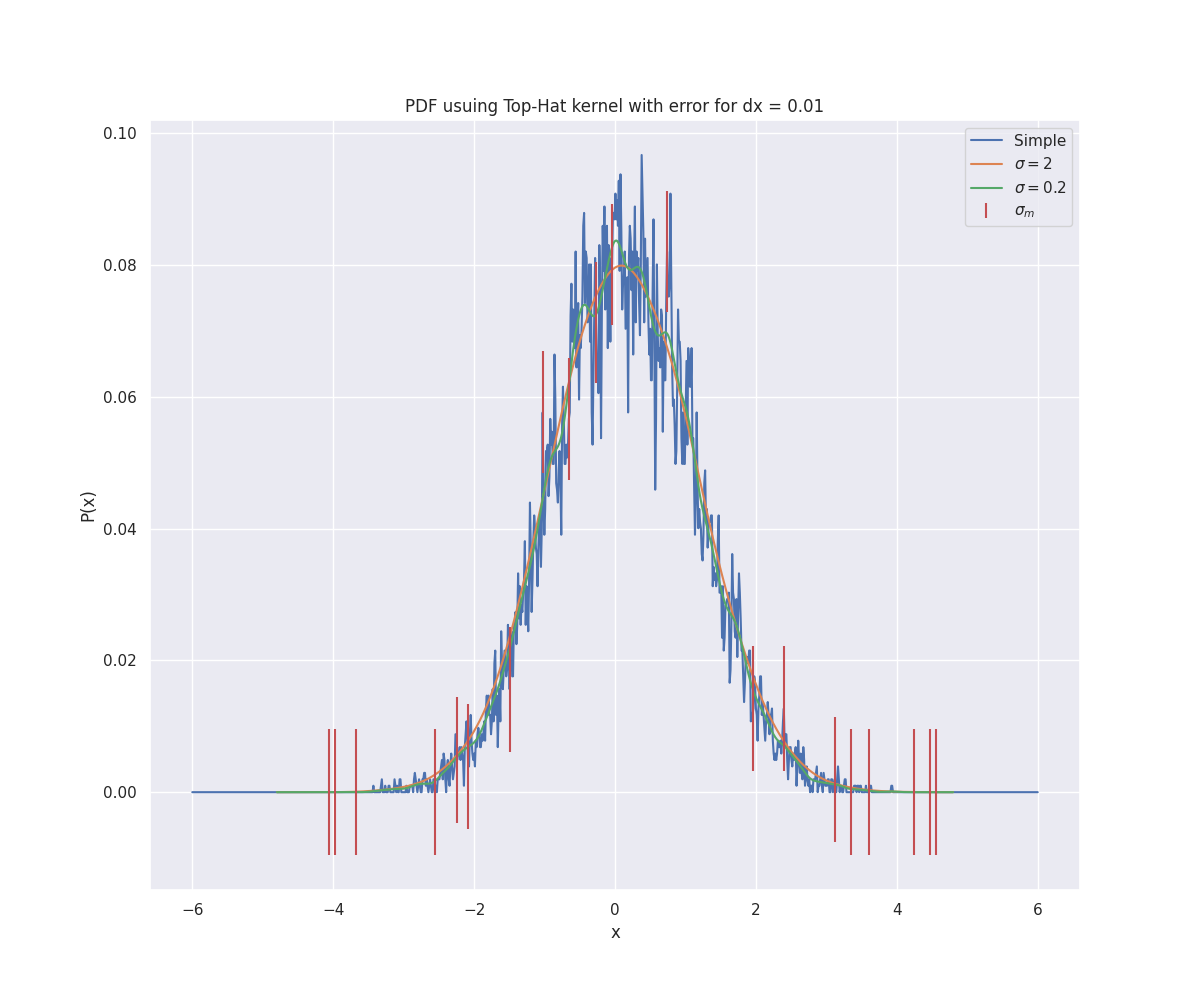 PDF usuing Top-Hat kernel with error for dx = 0.01
0.10
0.08
0.06
0.04
0.02
0.00
P(x)
−6
−4
−2
0
2
4
6
x
Simple
σ = 2
σ = 0.2
σm